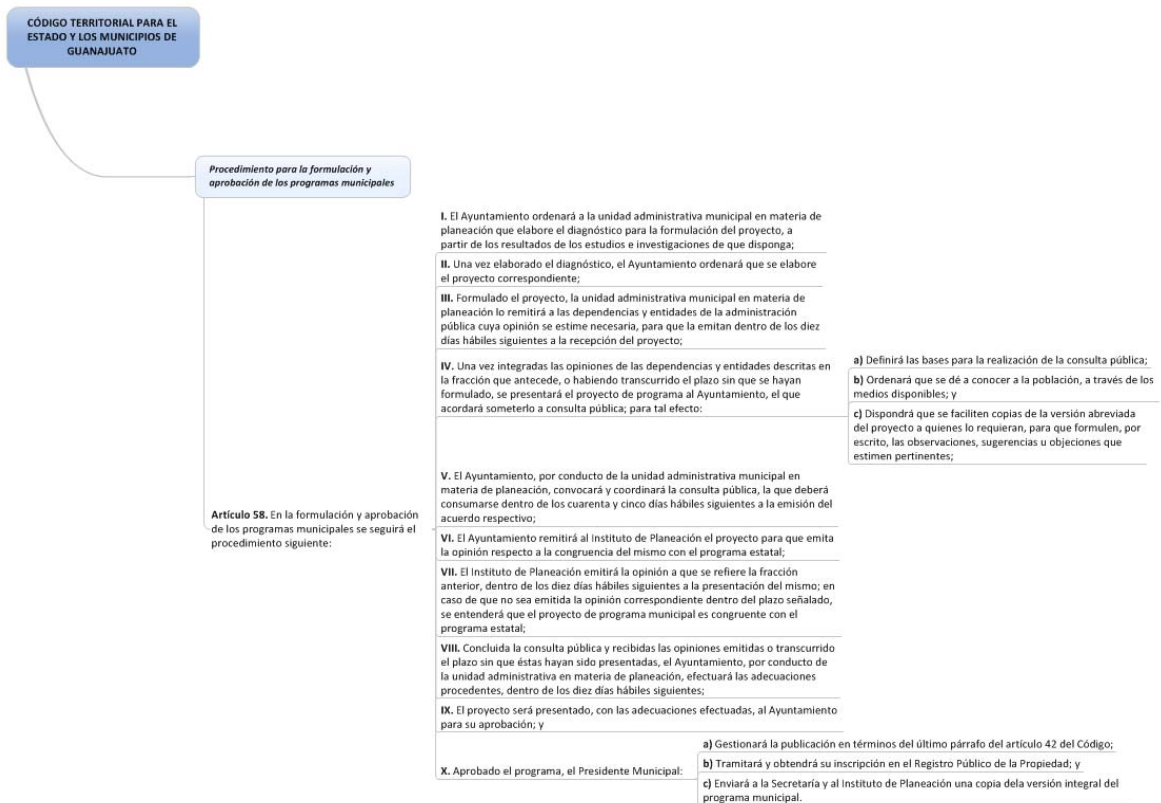 CÓDIGO TERRITORIAL PARA EL
ESTADO Y LOS MUNICIPIOS DE
GUANAJUATO
Procedimiento para la formulación y
aprobación de los programas municipales
Artículo 58. En la formulación y aprobación
de los programas municipales se seguirá el
procedimiento siguiente:
I. El Ayuntamiento ordenará a la unidad administrativa municipal en materia de
planeación que elabore el diagnóstico para la formulación del proyecto, a
partir de los resultados de los estudios e investigaciones de que disponga;
II. Una vez elaborado el diagnóstico, el Ayuntamiento ordenará que se elabore
el proyecto correspondiente;
III. Formulado el proyecto, la unidad administrativa municipal en materia de
planeación lo remitirá a las dependencias y entidades de la administración
pública cuya opinión se estime necesaria, para que la emitan dentro de los diez
días hábiles siguientes a la recepción del proyecto;
IV. Una vez integradas las opiniones de las dependencias y entidades descritas en
la fracción que antecede, o habiendo transcurrido el plazo sin que se hayan
formulado, se presentará el proyecto de programa al Ayuntamiento, el que
acordará someterlo a consulta pública; para tal efecto:
a) Definirá las bases para la realización de la consulta pública;
b) Ordenará que se dé a conocer a la población, a través de los
medios disponibles; y
c) Dispondrá que se faciliten copias de la versión abreviada
del proyecto a quienes lo requieran, para que formulen, por
escrito, las observaciones, sugerencias u objeciones que
estimen pertinentes;
V. El Ayuntamiento, por conducto de la unidad administrativa municipal en
materia de planeación, convocará y coordinará la consulta pública, la que deberá
consumarse dentro de los cuarenta y cinco días hábiles siguientes a la emisión del
acuerdo respectivo;
VI. El Ayuntamiento remitirá al Instituto de Planeación el proyecto para que emita
la opinión respecto a la congruencia del mismo con el programa estatal;
VII. El Instituto de Planeación emitirá la opinión a que se refiere la fracción
anterior, dentro de los diez días hábiles siguientes a la presentación del mismo; en
caso de que no sea emitida la opinión correspondiente dentro del plazo señalado,
se entenderá que el proyecto de programa municipal es congruente con el
programa estatal;
VIII. Concluida la consulta pública y recibidas las opiniones emitidas o transcurrido
el plazo sin que éstas hayan sido presentadas, el Ayuntamiento, por conducto de
la unidad administrativa en materia de planeación, efectuará las adecuaciones
procedentes, dentro de los diez días hábiles siguientes;
IX. El proyecto será presentado, con las adecuaciones efectuadas, al Ayuntamiento
para su aprobación; y
X. Aprobado el programa, el Presidente Municipal:
a) Gestionará la publicación en términos del último párrafo del artículo 42 del Código;
b) Tramitará y obtendrá su inscripción en el Registro Público de la Propiedad; y
c) Enviará a la Secretaría y al Instituto de Planeación una copia dela versión integral del
programa municipal.